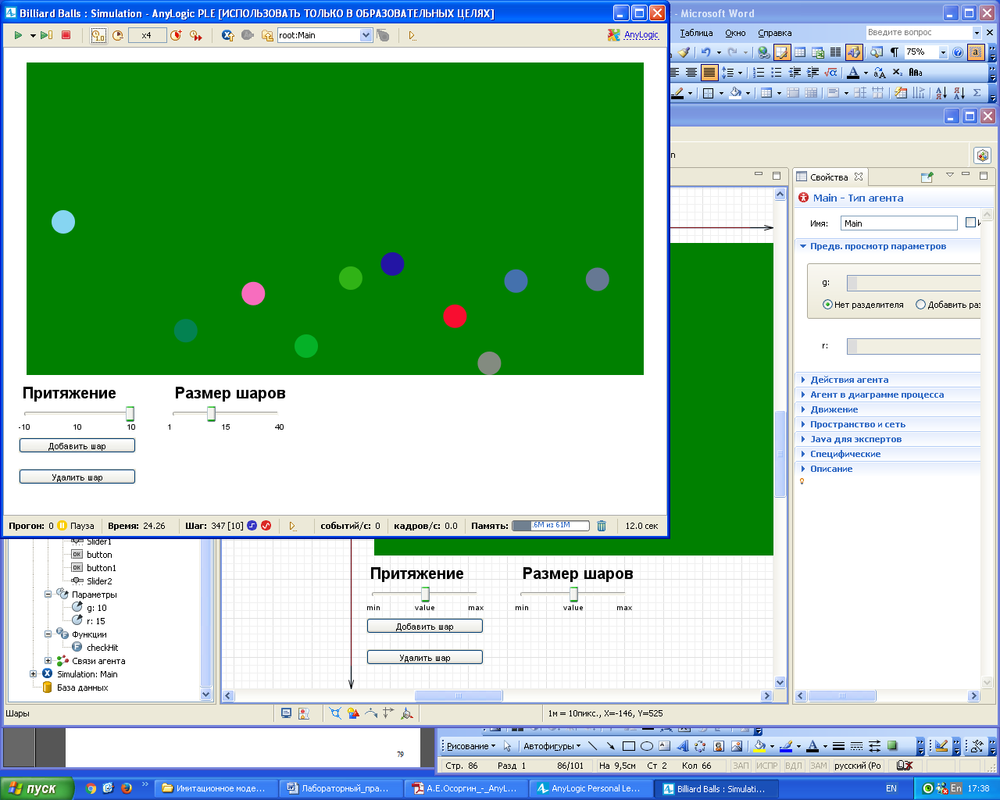 Billiard Balls : Simulation - AnyLogic PLE [ИСПОЛЬЗОВАТЬ ТОЛЬКО В ОБРАЗОВАТЕЛЬНЫХ ЦЕЛЯХ]
- Microsoft Word
x4
root:Main
AnyLogic
Таблица Окно Справка
Введите вопрос
75%
Свойства
Main - Тип агента
Имя: Main
Предв. просмотр параметров
g:
Нет разделителя Добавить раз
r:
Действия агента
Агент в диаграмме процесса
Движение
Пространство и сеть
Java для экспертов
Специфические
Описание
Притяжение Размер шаров
-10 10 10 1 15 40
Добавить шар
Удалить шар
Прогон: 0 Пауза Время: 24.26 Шаг: 347 [10] событий/с: 0 кадров/с: 0.0 Память: .6M из 61M 12.0 сек
Slider1
button
button1
Slider2
Параметры
g: 10
r: 15
Функции
checkHit
Связи агента
Simulation: Main
База данных
Притяжение Размер шаров
min value max min value max
Добавить шар
Удалить шар
Шары
1м = 10пикс., X=-146, Y=525
79
Рисование Автофигуры
Стр. 86 Разд 1 86/101 На 9,5см Ст 2 Кол 66 ЗАП ИСПР ВДЛ ЗАМ русский (Ро
пуск
Имитационное моде...
Лабораторный_пра...
А.Е.Осоргин_-_AnyL...
AnyLogic Personal Le...
Billiard Balls : Simulati...
EN
En 17:38